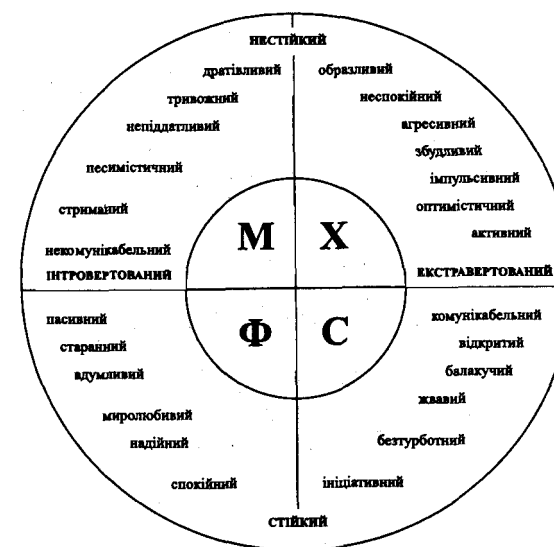 НЕСТІЙКИЙ
дратівливий
тривожний
непіддатливий
песимістичний
стриманий
некомунікабельний
ІНТРОВЕРТОВАНИЙ
образливий
неспокійний
агресивний
збудливий
імпульсивний
оптимістичний
активний
ЕКСТРАВЕРТОВАНИЙ
М Х
Ф С
пасивний
старанний
адумливий
миролюбивий
надійний
спокійний
комунікабельний
відкритий
балакучий
жвавий
безтурботний
ініціативний
СТІЙКИЙ